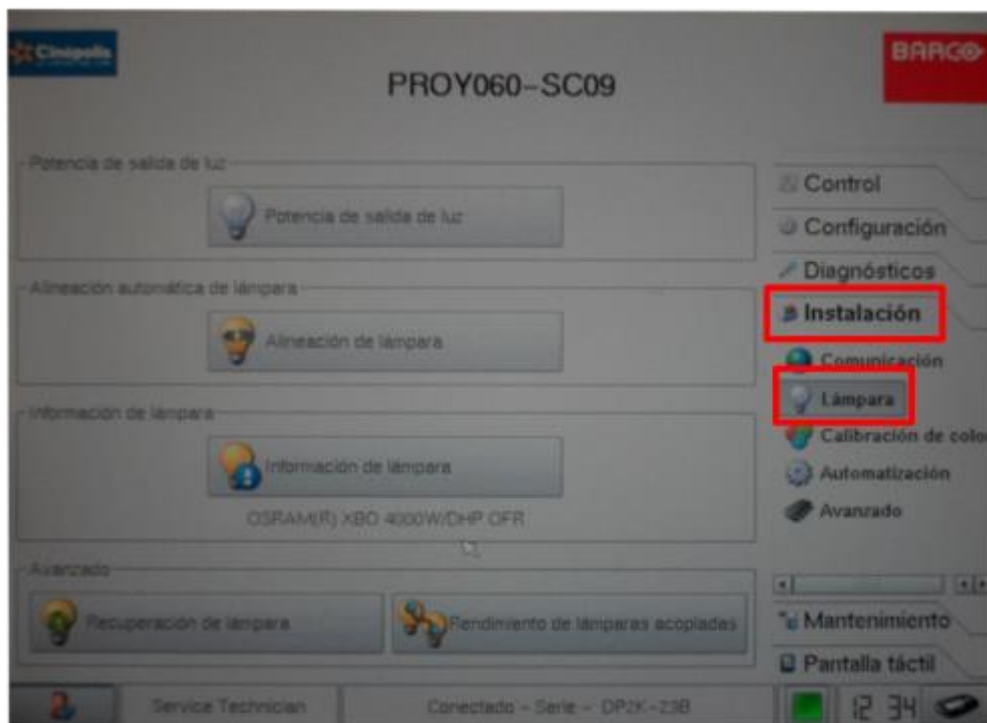 Cinépolis
BARCO
PROY060-SC09
Potencia de salida de luz
Potencia de salida de luz
Alineación automática de lámpara
Alineación de lámpara
Información de lámpara
Información de lámpara
OSRAM(R) XBO 4000W/DHP OFR
Avanzado
Recuperación de lámpara
Rendimiento de lámparas acopladas
Control
Configuración
Diagnósticos
Instalación
Comunicación
Lámpara
Calibración de colo
Automatización
Avanzado
Mantenimiento
Pantalla táctil
Service Technician
Conectado - Serie - DP2K-23B
12 34